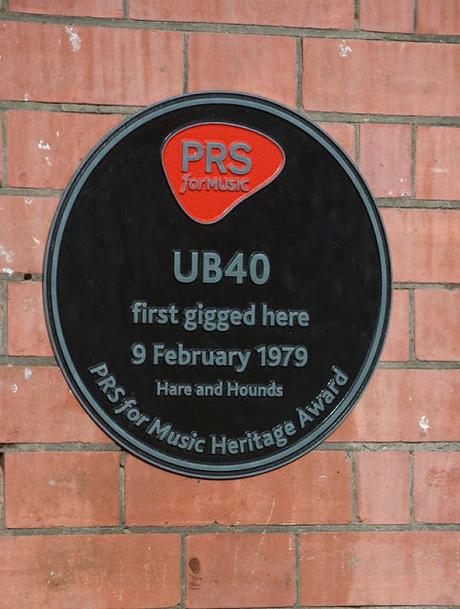 PRS
for MUSIC
UB40
first gigged here
9 February 1979
Hare and Hounds
PRS for Music Heritage Award